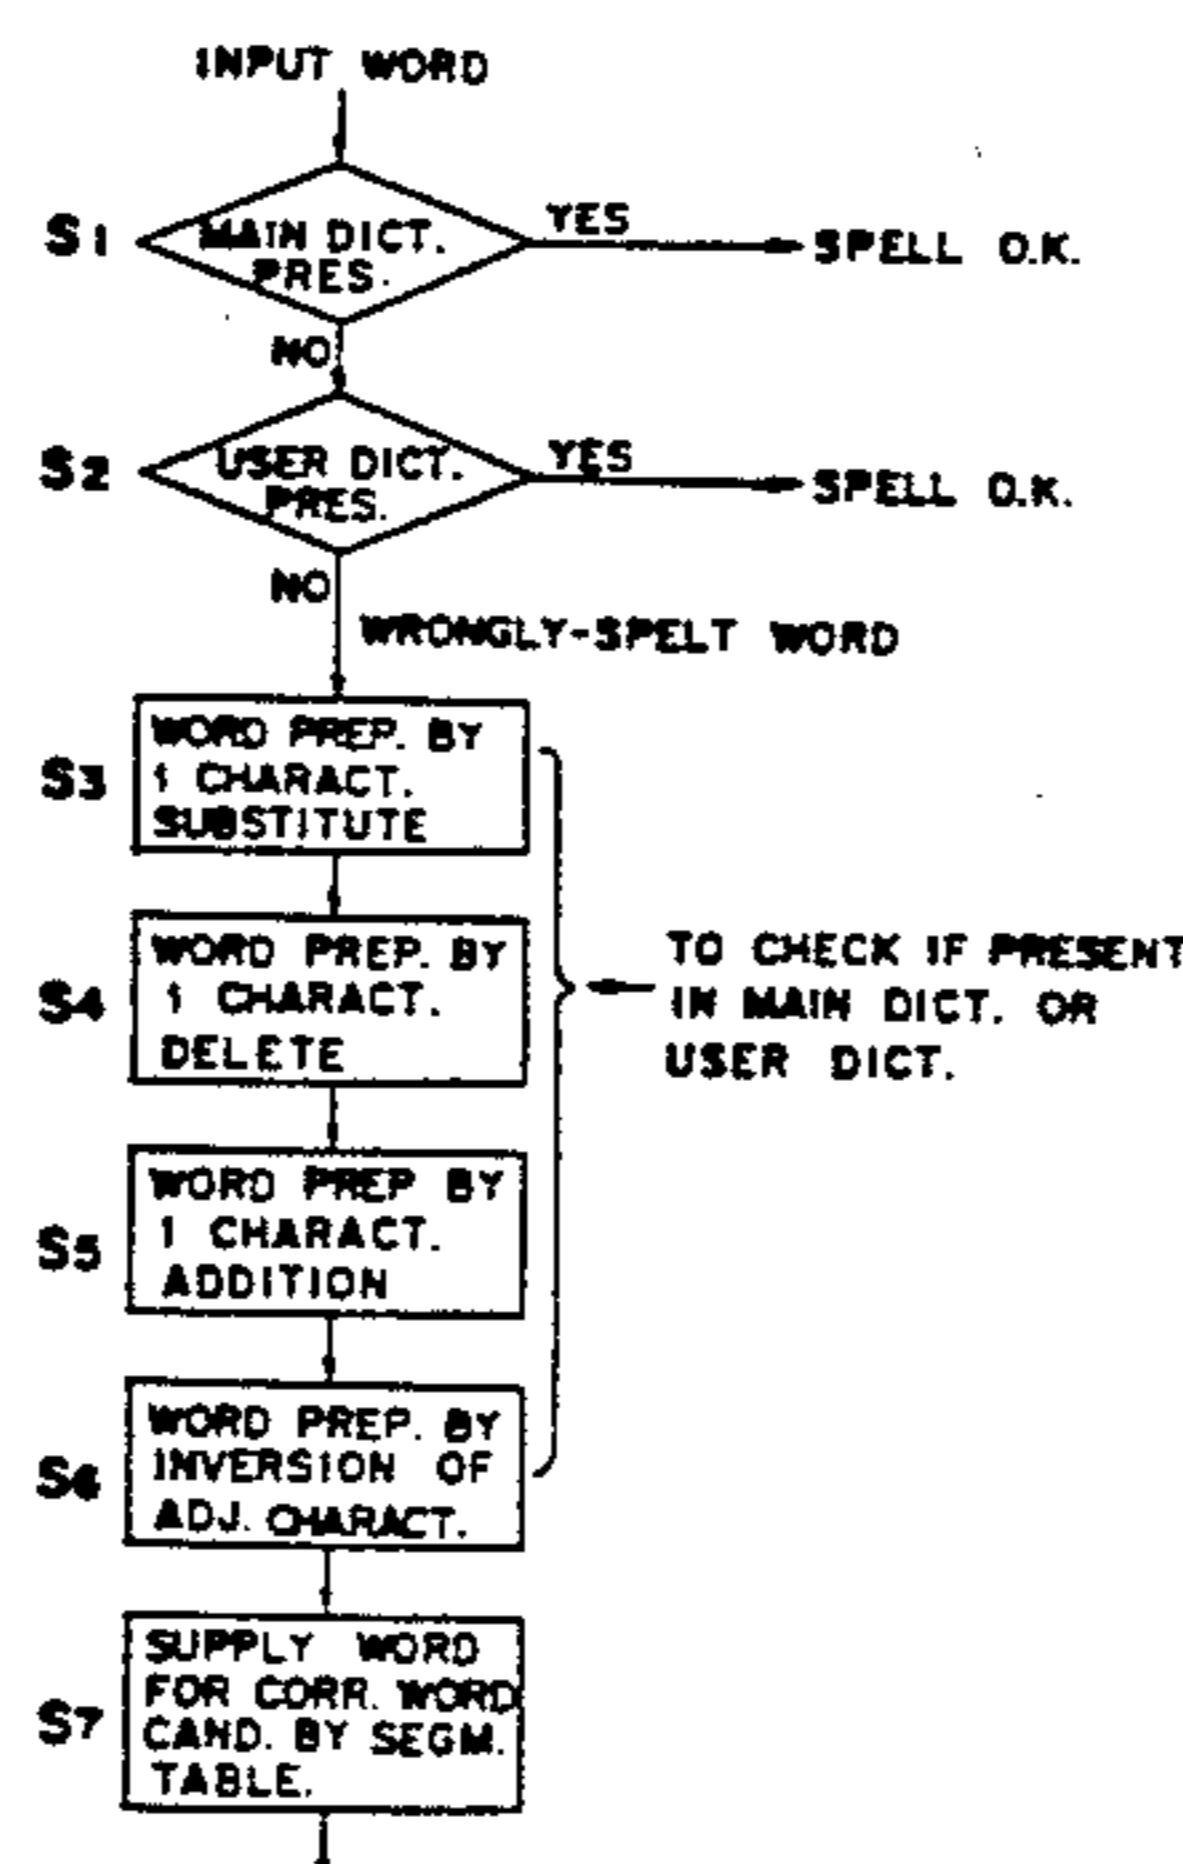 INPUT WORD
S1
MAIN DICT.
PRES.
YES
SPELL O.K.
NO
S2
USER DICT.
PRES.
YES
SPELL O.K.
NO
WRONGLY-SPELT WORD
S3
WORD PREP. BY
1 CHARACT.
SUBSTITUTE
S4
WORD PREP. BY
1 CHARACT.
DELETE
TO CHECK IF PRESENT
IN MAIN DICT. OR
USER DICT.
S5
WORD PREP BY
1 CHARACT.
ADDITION
S6
WORD PREP. BY
INVERSION OF
ADJ. CHARACT.
S7
SUPPLY WORD
FOR CORR. WORD
CAND. BY SEGM.
TABLE.